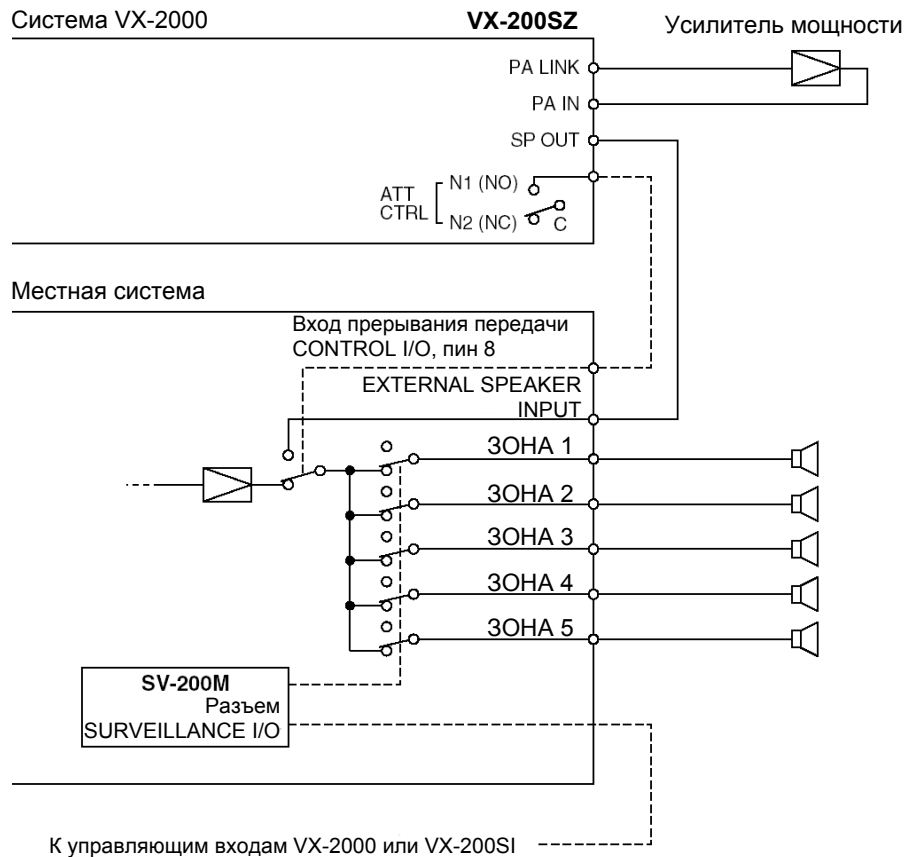 Система VX-2000
VX-200SZ
Усилитель мощности
PA LINK
PA IN
SP OUT
ATT CTRL
N1 (NO)
N2 (NC)
C
Местная система
Вход прерывания передачи
CONTROL I/O, пин 8
EXTERNAL SPEAKER
INPUT
ЗОНА 1
ЗОНА 2
ЗОНА 3
ЗОНА 4
ЗОНА 5
SV-200M
Разъем
SURVEILLANCE I/O
К управляющим входам VX-2000 или VX-200SI